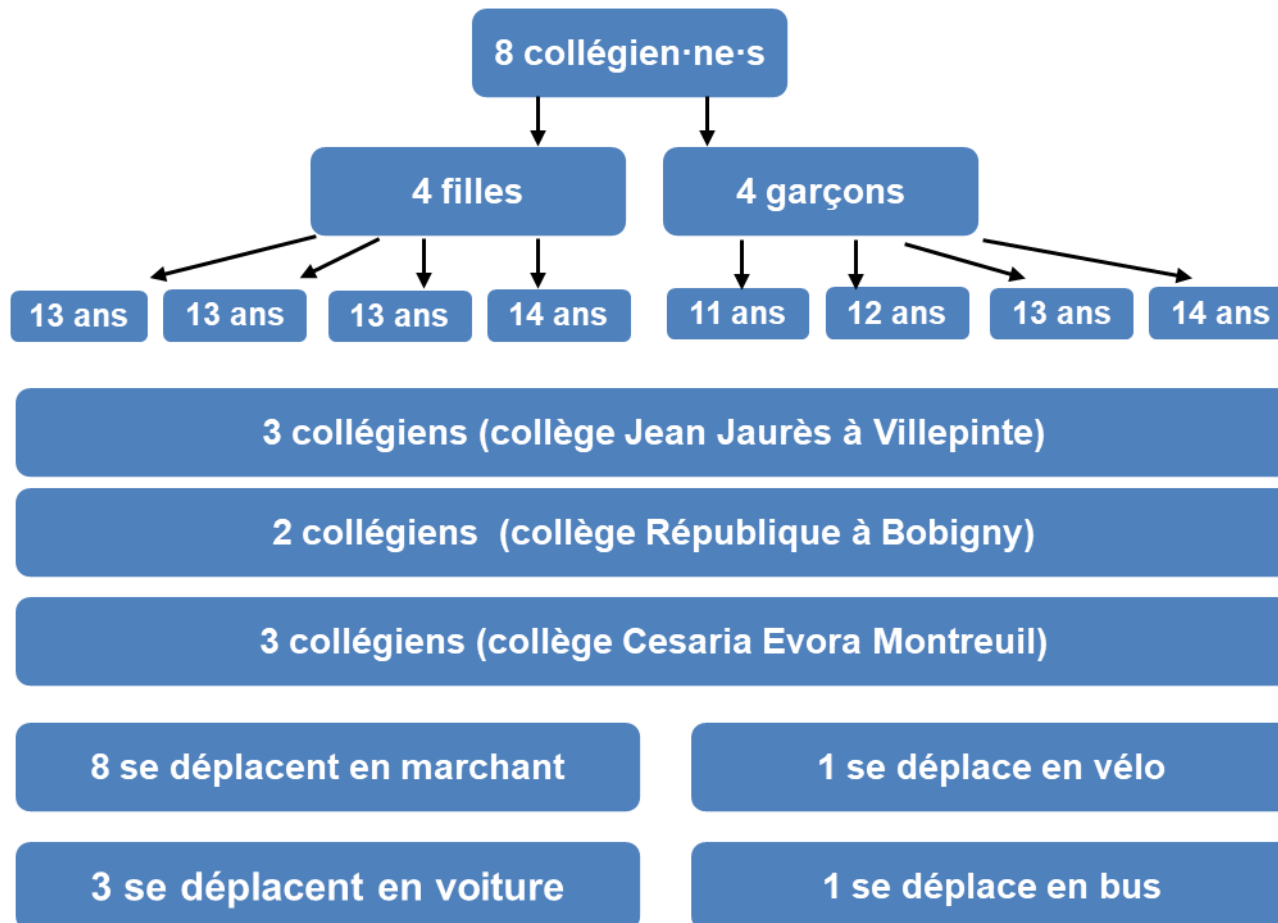 8 collégien·ne·s
4 filles
4 garçons
13 ans
13 ans
13 ans
14 ans
11 ans
12 ans
13 ans
14 ans
3 collégiens (collège Jean Jaurès à Villepinte)
2 collégiens (collège République à Bobigny)
3 collégiens (collège Cesaria Evora Montreuil)
8 se déplacent en marchant
1 se déplace en vélo
3 se déplacent en voiture
1 se déplace en bus